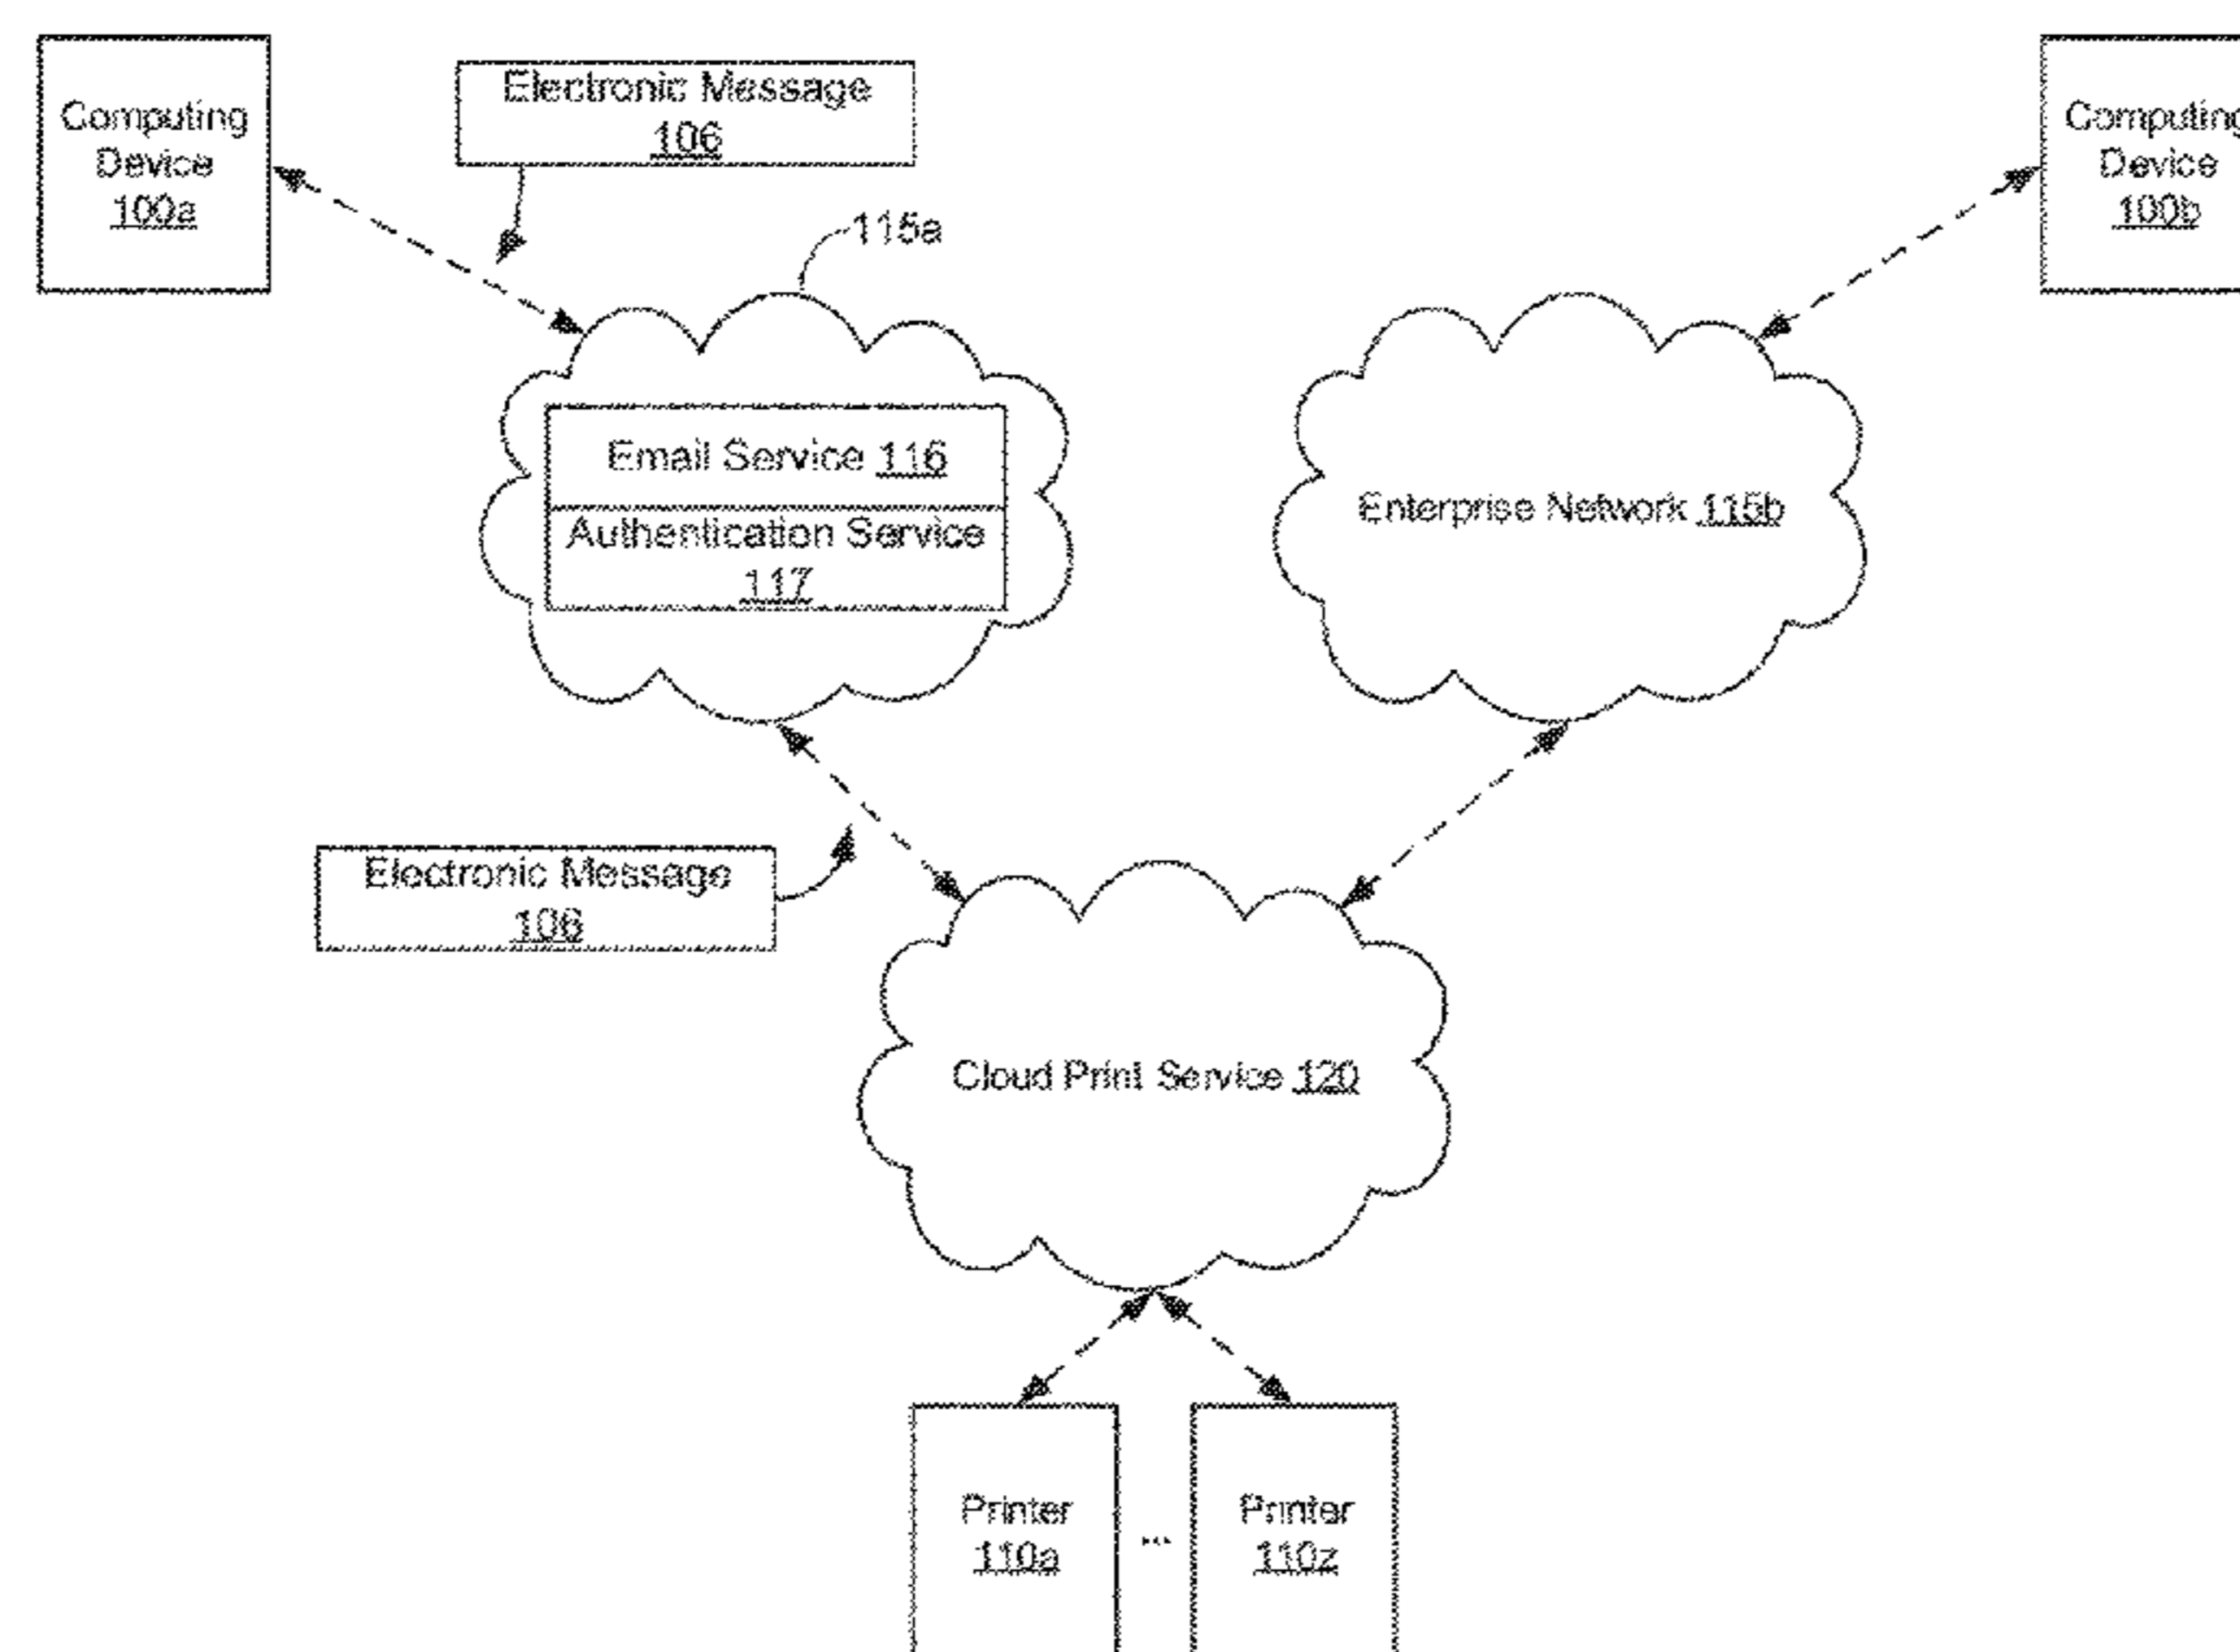 Computing
Device
100a
Electronic Message
106
115a
Computing
Device
100b
Email Service 116
Authentication Service
117
Enterprise Network 115b
Electronic Message
106
Cloud Print Service 120
Printer
110a
...
Printer
110z